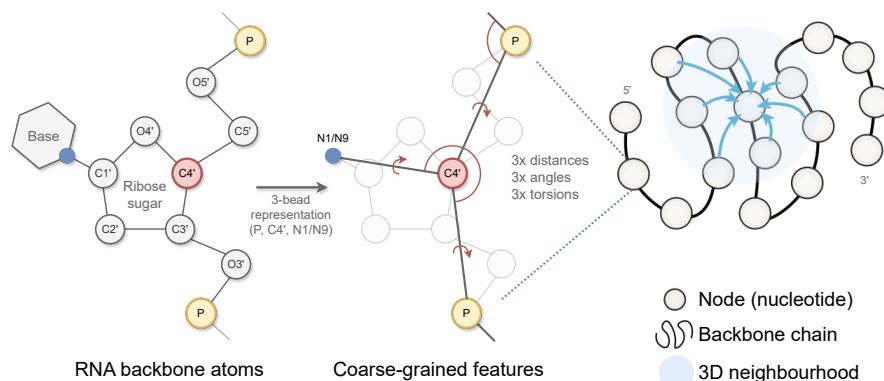 P
O5'
Base
O4'
C5'
C1'
C4'
Ribose
sugar
C2'
C3'
O3'
P
RNA backbone atoms
3-bead
representation
(P, C4', N1/N9)
P
N1/N9
C4'
3x distances
3x angles
3x torsions
P
Coarse-grained features
5'
3'
Node (nucleotide)
Backbone chain
3D neighbourhood